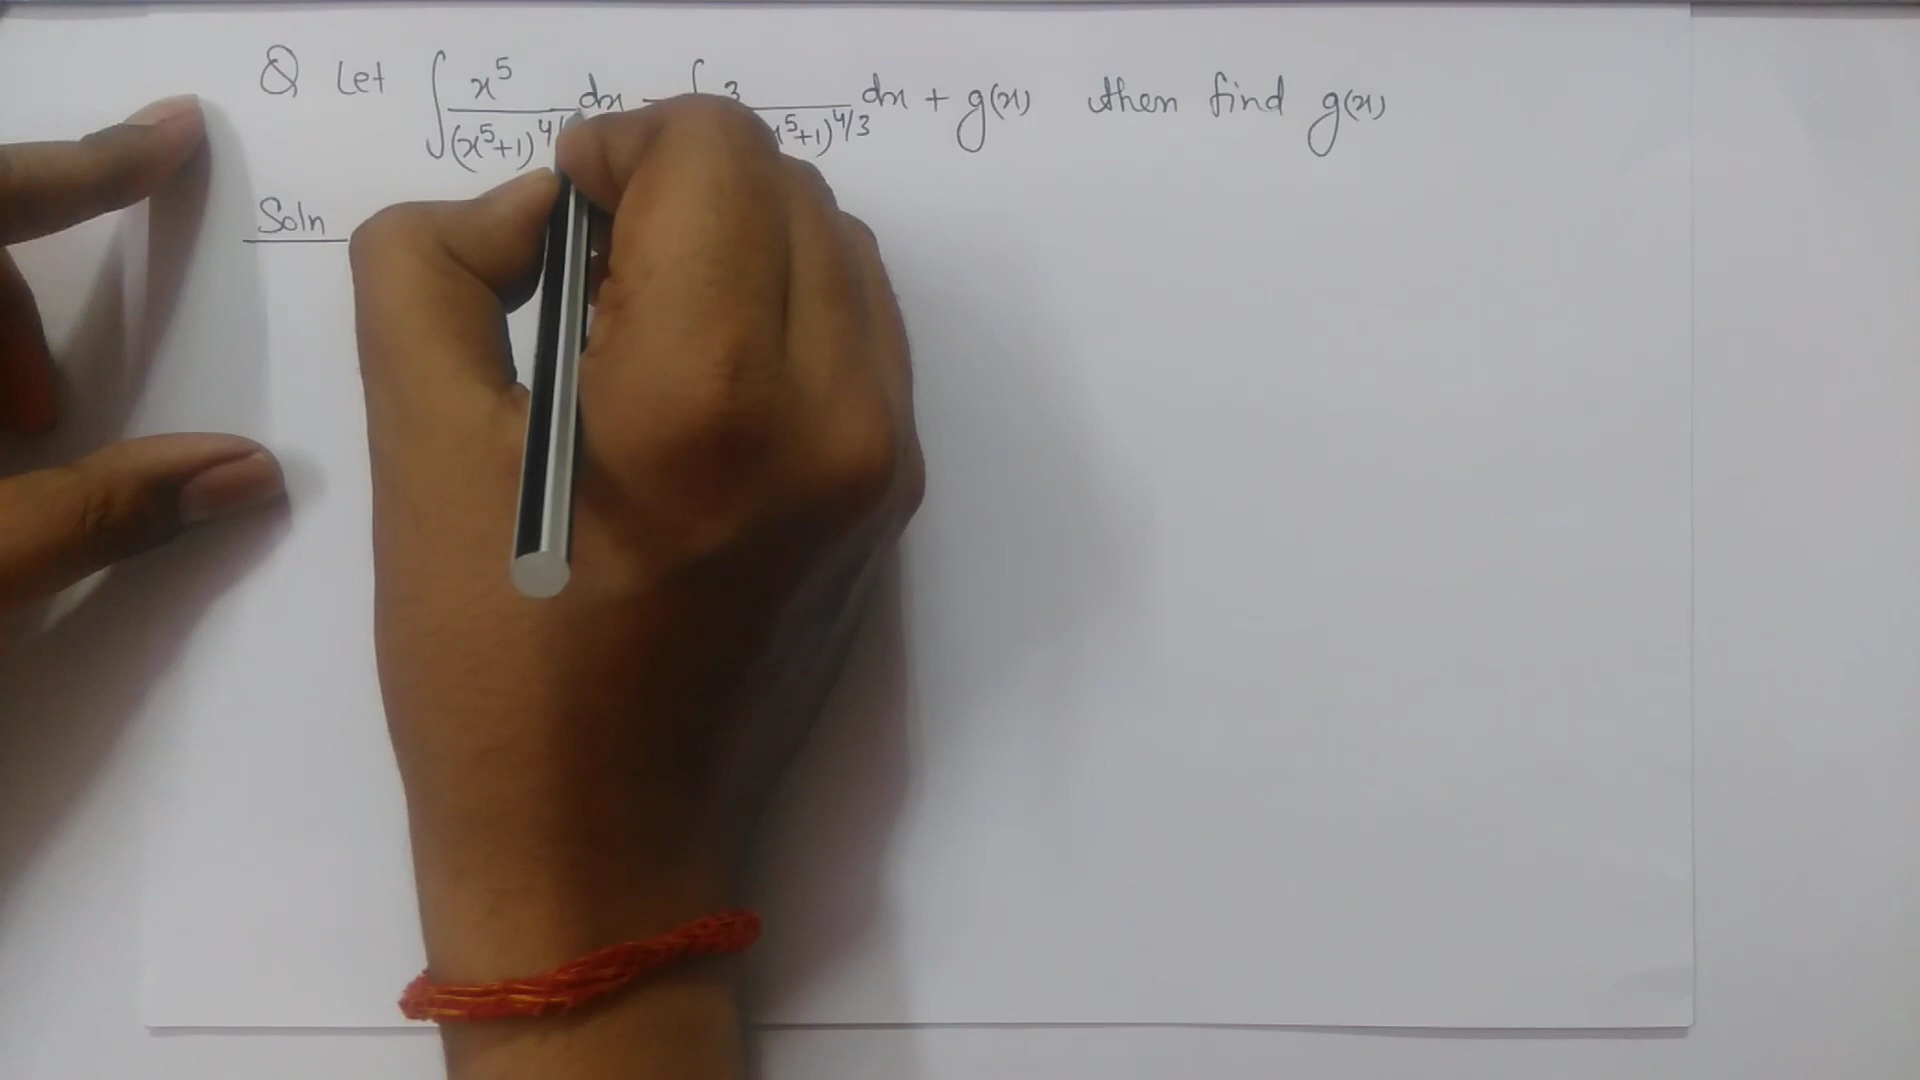 Q Let ∫ x^5/(x^5+1)^4/ dx = ∫ 3/( ^5+1)^4/3 dx + g(x) then find g(x)
Soln